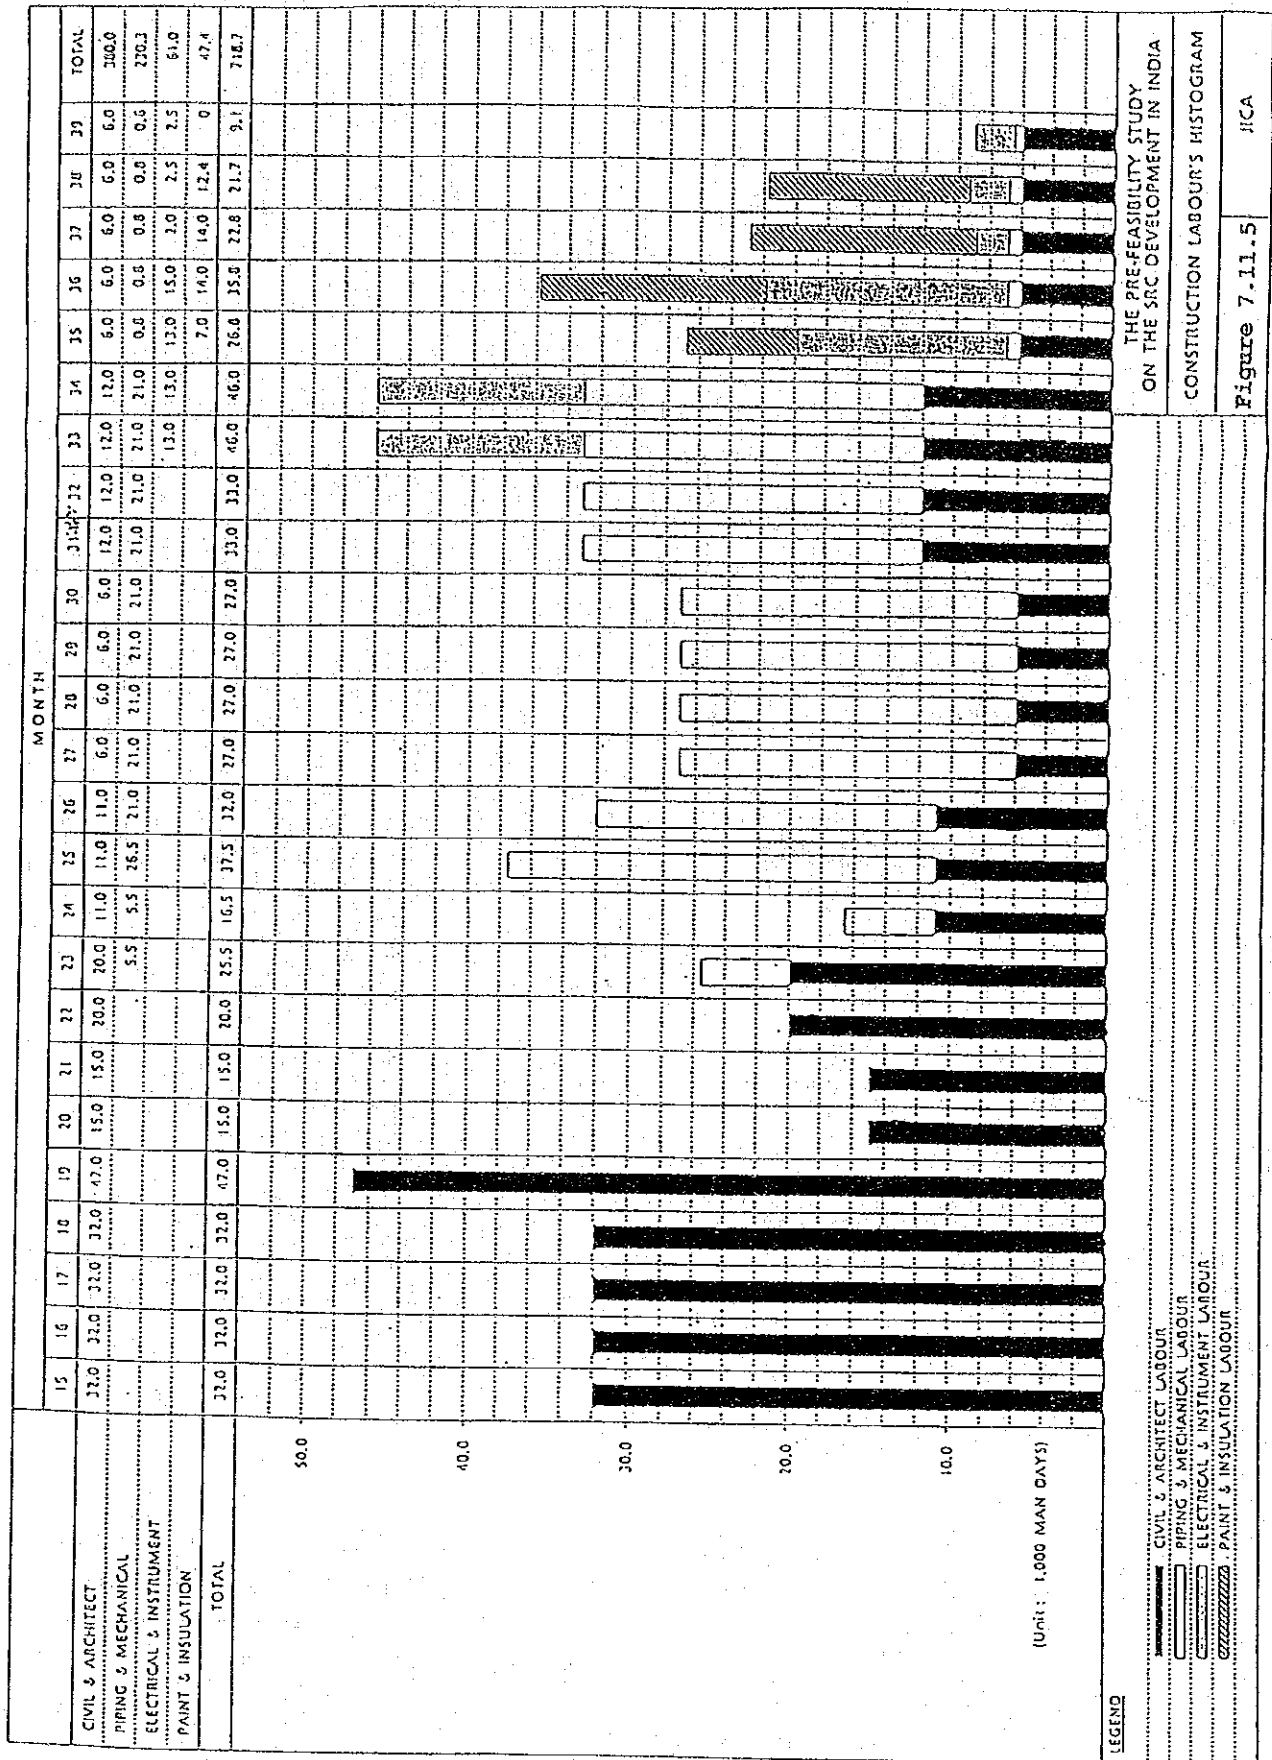 MONTH
15 16 17 18 19 20 21 22 23 24 25 26 27 28 29 30 31 32 33 34 35 36 37 38 39 TOTAL
CIVIL & ARCHITECT 32.0 32.0 32.0 32.0 47.0 15.0 15.0 20.0 20.0 11.0 11.0 11.0 6.0 6.0 6.0 6.0 12.0 12.0 12.0 12.0 6.0 6.0 6.0 6.0 6.0 380.0
PIPING & MECHANICAL 5.5 5.5 26.5 21.0 21.0 21.0 21.0 21.0 21.0 21.0 21.0 21.0 0.8 0.8 0.8 0.8 0.6 230.3
ELECTRICAL & INSTRUMENT 13.0 13.0 13.0 15.0 2.0 2.5 2.5 61.0
PAINT & INSULATION 7.0 14.0 14.0 12.4 0 47.4
TOTAL 32.0 32.0 32.0 32.0 47.0 15.0 15.0 20.0 25.5 16.5 37.5 32.0 27.0 27.0 27.0 27.0 33.0 33.0 46.0 46.0 26.8 35.8 22.8 21.7 9.1 718.7
50.0
40.0
30.0
20.0
10.0
(Unit : 1,000 MAN DAYS)
LEGEND
CIVIL & ARCHITECT LABOUR
PIPING & MECHANICAL LABOUR
ELECTRICAL & INSTRUMENT LABOUR
PAINT & INSULATION LABOUR
THE PRE-FEASIBILITY STUDY
ON THE SRC DEVELOPMENT IN INDIA
CONSTRUCTION LABOUR'S HISTOGRAM
Figure 7.11.5
JICA